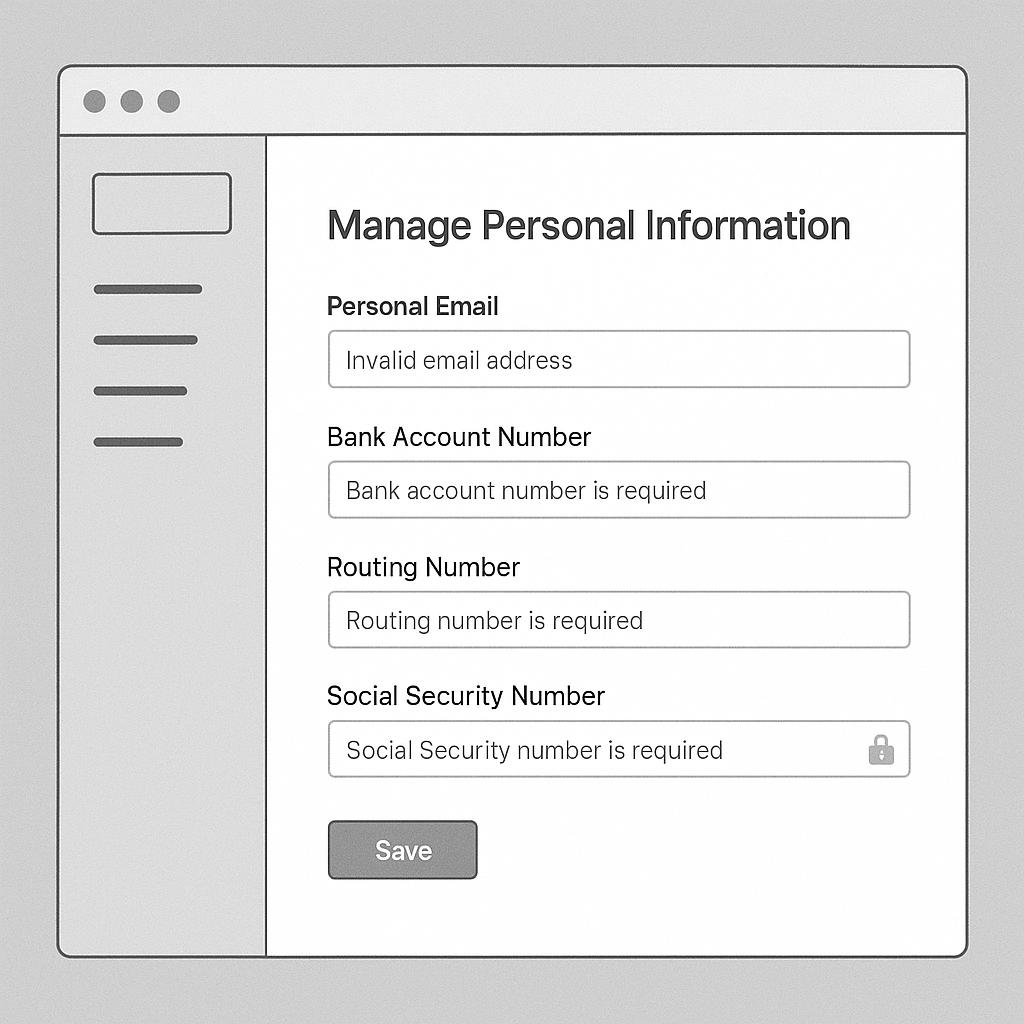 Manage Personal Information
Personal Email
Invalid email address
Bank Account Number
Bank account number is required
Routing Number
Routing number is required
Social Security Number
Social Security number is required
Save